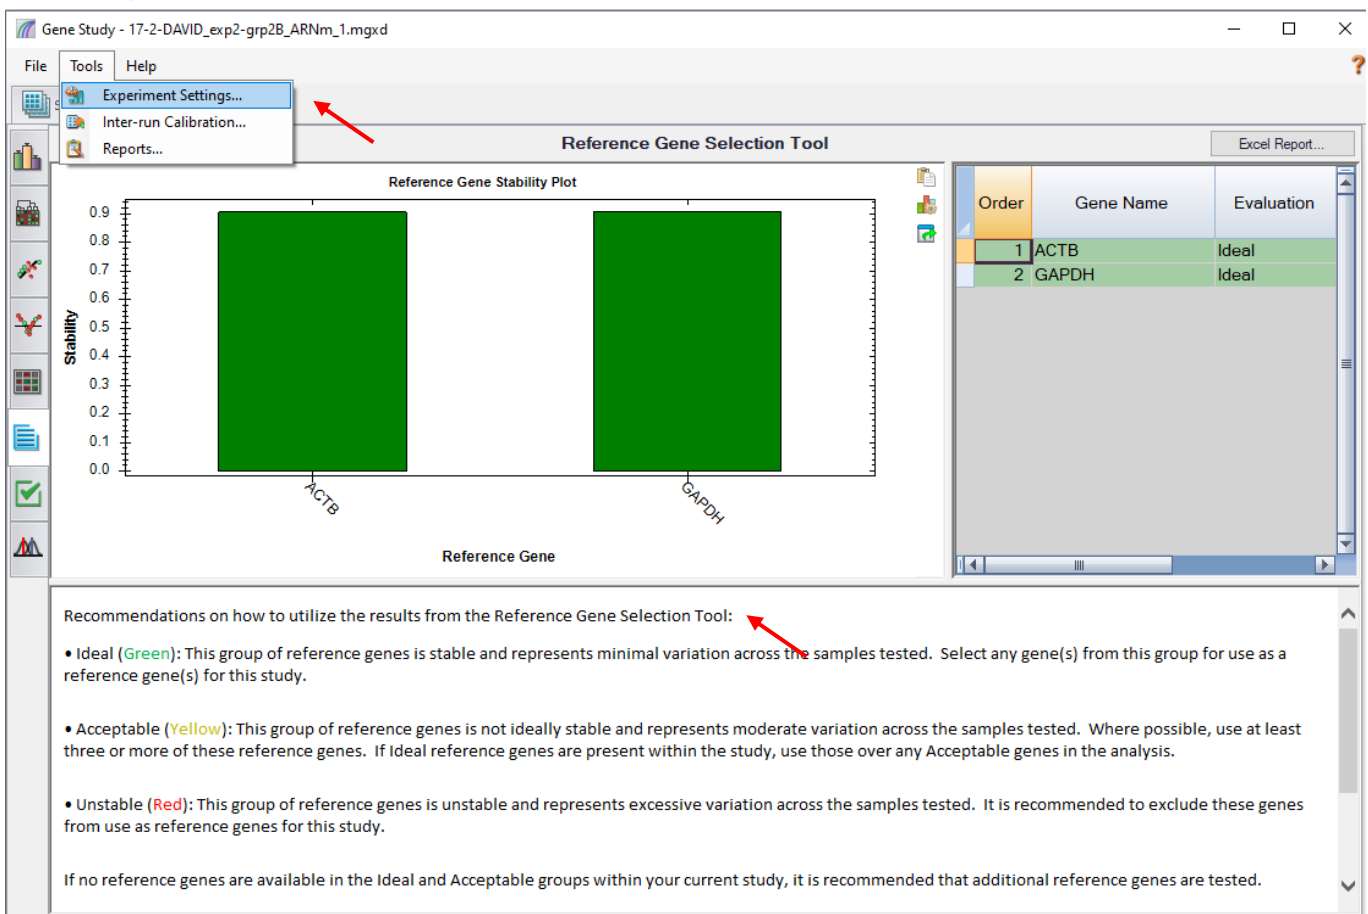 Gene Study - 17-2-DAVID_exp2-grp2B_ARNm_1.mgxd
File Tools Help
?
Experiment Settings...
Inter-run Calibration...
Reports...
Reference Gene Selection Tool
Excel Report...
Reference Gene Stability Plot
0.9
0.8
0.7
0.6
0.5
0.4
0.3
0.2
0.1
0.0
Stability
ACTB
GAPDH
Reference Gene
Order Gene Name Evaluation
1 ACTB Ideal
2 GAPDH Ideal
Recommendations on how to utilize the results from the Reference Gene Selection Tool:
• Ideal (Green): This group of reference genes is stable and represents minimal variation across the samples tested. Select any gene(s) from this group for use as a
reference gene(s) for this study.
• Acceptable (Yellow): This group of reference genes is not ideally stable and represents moderate variation across the samples tested. Where possible, use at least
three or more of these reference genes. If Ideal reference genes are present within the study, use those over any Acceptable genes in the analysis.
• Unstable (Red): This group of reference genes is unstable and represents excessive variation across the samples tested. It is recommended to exclude these genes
from use as reference genes for this study.
If no reference genes are available in the Ideal and Acceptable groups within your current study, it is recommended that additional reference genes are tested.